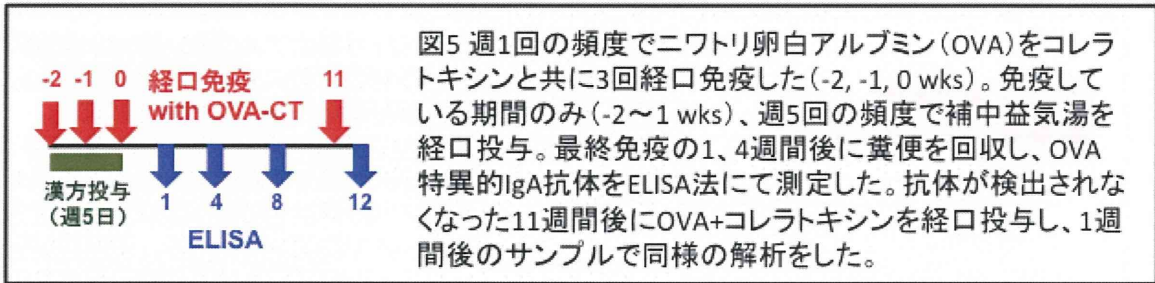 -2 -1 0 経口免疫 11
with OVA-CT
漢方投与
(週5日)
1 4 8 12
ELISA
図5 週1回の頻度でニワトリ卵白アルブミン(OVA)をコレラ
トキシンと共に3回経口免疫した(-2, -1, 0 wks)。免疫して
いる期間のみ(-2〜1 wks)、週5回の頻度で補中益気湯を
経口投与。最終免疫の1、4週間後に糞便を回収し、OVA
特異的IgA抗体をELISA法にて測定した。抗体が検出されな
くなった11週間後にOVA+コレラトキシンを経口投与し、1週
間後のサンプルで同様の解析をした。